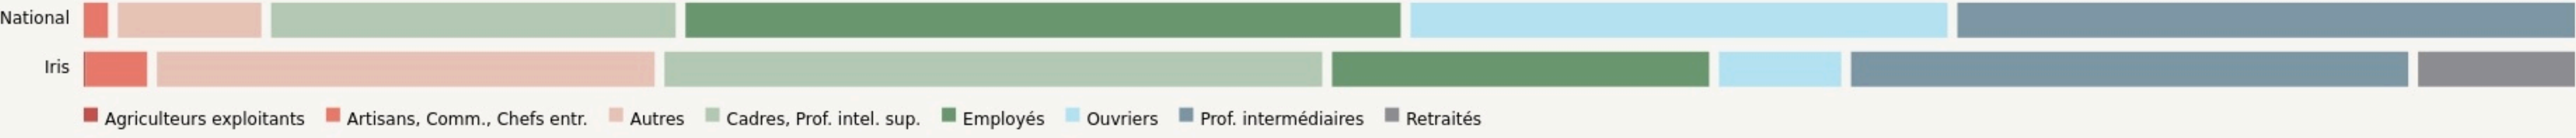 National
Iris
Agriculteurs exploitants Artisans, Comm., Chefs entr. Autres Cadres, Prof. intel. sup. Employés Ouvriers Prof. intermédiaires Retraités